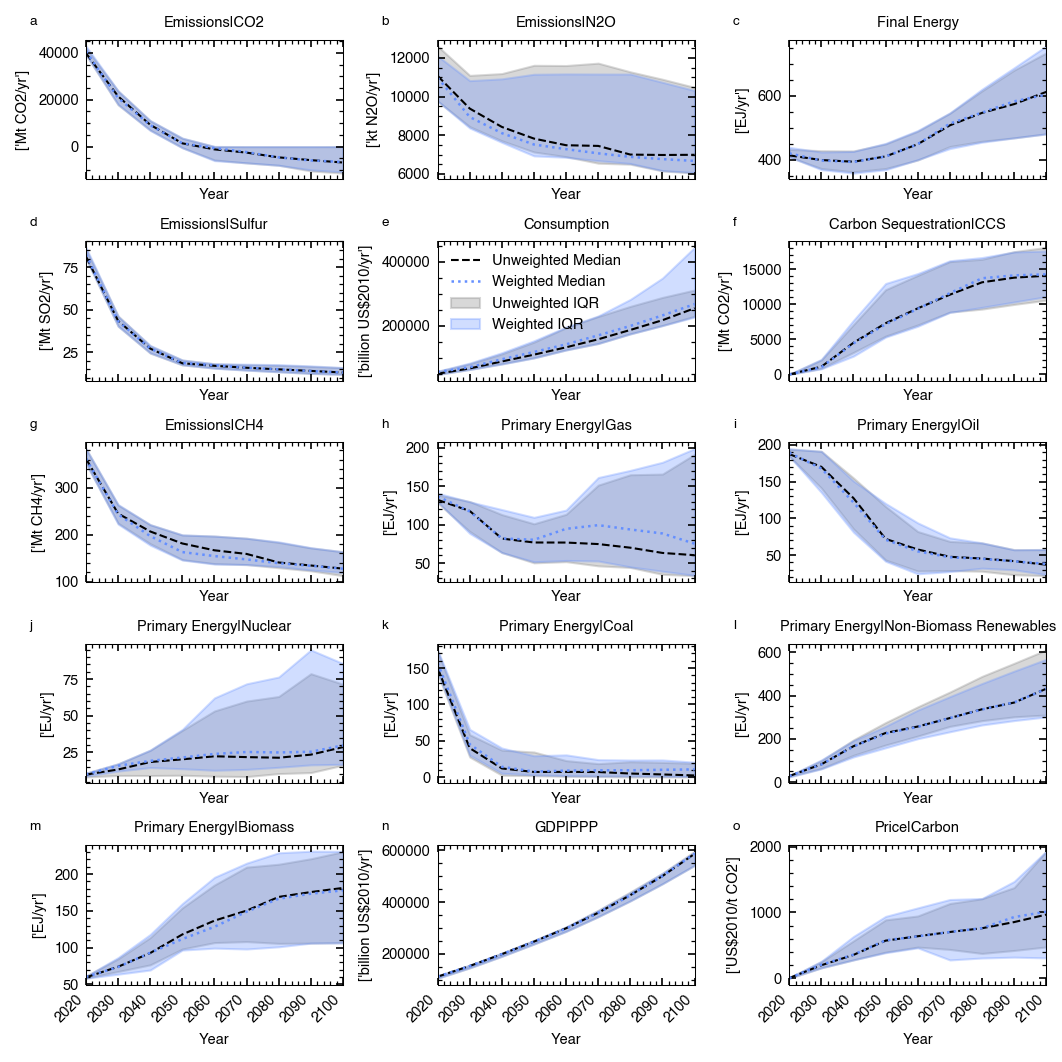 a Emissions|CO2
['Mt CO2/yr']
40000
20000
0
Year
b Emissions|N2O
['kt N2O/yr']
12000
10000
8000
6000
Year
c Final Energy
['EJ/yr']
600
400
Year
d Emissions|Sulfur
['Mt SO2/yr']
75
50
25
Year
e Consumption
['billion US$2010/yr']
400000
200000
Unweighted Median
Weighted Median
Unweighted IQR
Weighted IQR
Year
f Carbon Sequestration|CCS
['Mt CO2/yr']
15000
10000
5000
0
Year
g Emissions|CH4
['Mt CH4/yr']
300
200
100
Year
h Primary Energy|Gas
['EJ/yr']
200
150
100
50
Year
i Primary Energy|Oil
['EJ/yr']
200
150
100
50
Year
j Primary Energy|Nuclear
['EJ/yr']
75
50
25
Year
k Primary Energy|Coal
['EJ/yr']
150
100
50
0
Year
l Primary Energy|Non-Biomass Renewables
['EJ/yr']
600
400
200
0
Year
m Primary Energy|Biomass
['EJ/yr']
200
150
100
50
2020 2030 2040 2050 2060 2070 2080 2090 2100
Year
n GDP|PPP
['billion US$2010/yr']
600000
400000
200000
2020 2030 2040 2050 2060 2070 2080 2090 2100
Year
o Price|Carbon
['US$2010/t CO2']
2000
1000
0
2020 2030 2040 2050 2060 2070 2080 2090 2100
Year